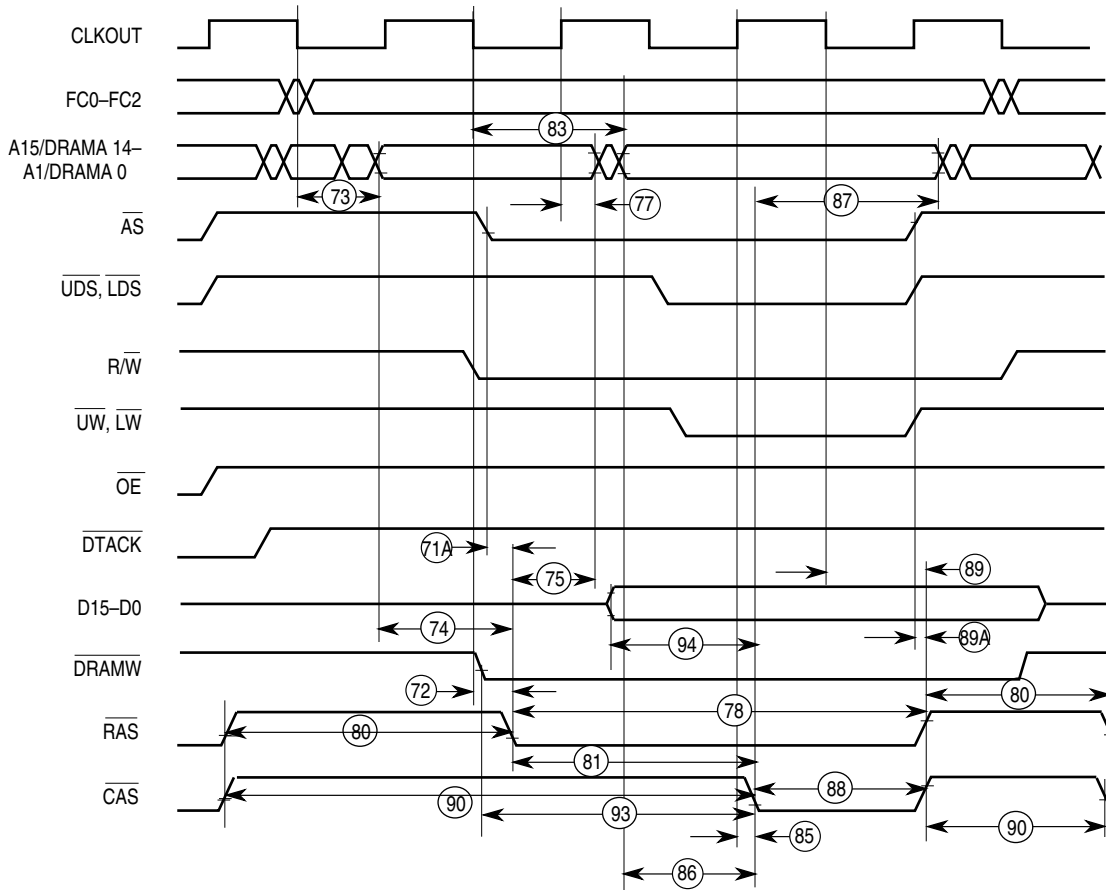 CLKOUT
FC0–FC2
83
A15/DRAMA 14–
A1/DRAMA 0
73
77
87
AS
UDS, LDS
R/W
UW, LW
OE
DTACK
71A
75
89
D15–D0
74
94
89A
DRAMW
72
78
80
RAS
80
81
CAS
88
90
93
85
90
86